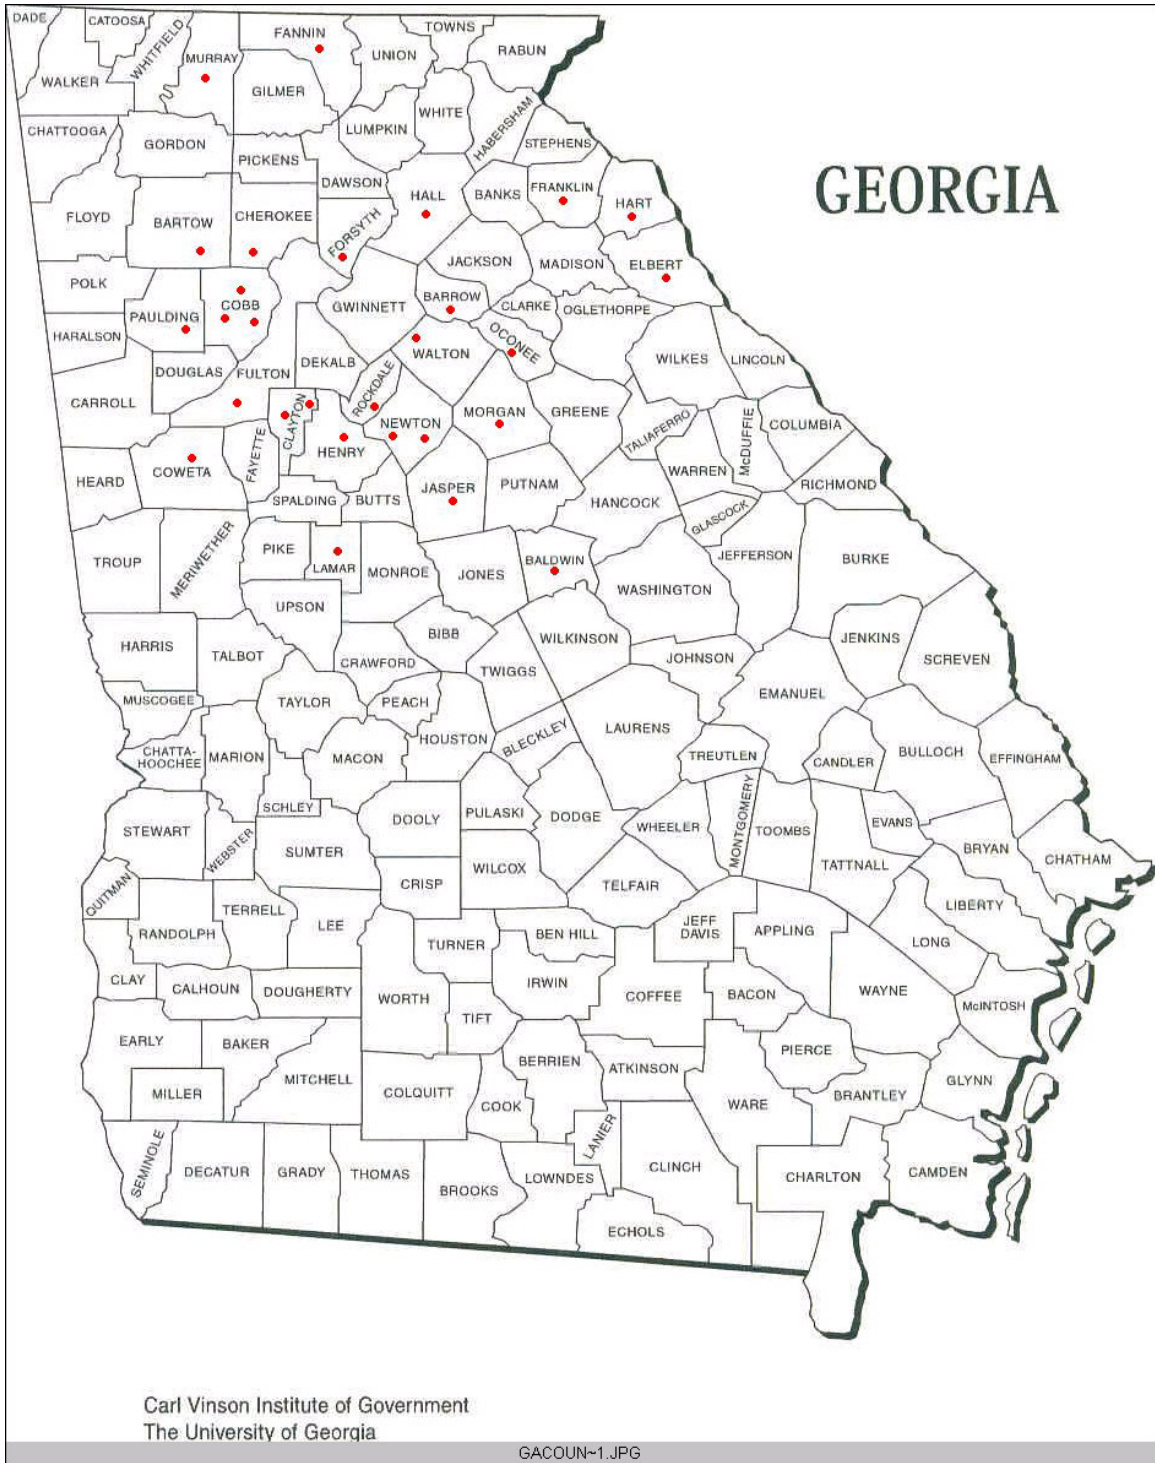 DADE
CATOOSA
WHITFIELD
MURRAY
FANNIN
UNION
TOWNS
RABUN
WALKER
GILMER
WHITE
HABERSHAM
CHATTOOGA
GORDON
LUMPKIN
STEPHENS
PICKENS
DAWSON
HALL
BANKS
FRANKLIN
HART
GEORGIA
FLOYD
BARTOW
CHEROKEE
FORSYTH
JACKSON
MADISON
ELBERT
POLK
PAULDING
COBB
GWINNETT
BARROW
CLARKE
OGLETHORPE
HARALSON
OCONEE
WALTON
DOUGLAS
FULTON
DEKALB
ROCKDALE
WILKES
LINCOLN
CARROLL
CLAYTON
NEWTON
MORGAN
GREENE
TALIAFERRO
McDUFFIE
COLUMBIA
HEARD
COWETA
FAYETTE
HENRY
WARREN
RICHMOND
SPALDING
BUTTS
JASPER
PUTNAM
HANCOCK
GLASCOCK
TROUP
MERIWETHER
PIKE
LAMAR
MONROE
JONES
BALDWIN
WASHINGTON
JEFFERSON
BURKE
UPSON
HARRIS
TALBOT
CRAWFORD
BIBB
TWIGGS
WILKINSON
JOHNSON
JENKINS
SCREVEN
MUSCOGEE
TAYLOR
PEACH
EMANUEL
CHATTA-
HOOCHEE
MARION
MACON
HOUSTON
BLECKLEY
LAURENS
TREUTLEN
CANDLER
BULLOCH
EFFINGHAM
SCHLEY
STEWART
WEBSTER
SUMTER
DOOLY
PULASKI
DODGE
WHEELER
MONTGOMERY
TOOMBS
EVANS
TATTNALL
BRYAN
CHATHAM
QUITMAN
CRISP
WILCOX
TELFAIR
RANDOLPH
TERRELL
LEE
TURNER
BEN HILL
JEFF
DAVIS
APPLING
LONG
LIBERTY
CLAY
CALHOUN
DOUGHERTY
WORTH
IRWIN
COFFEE
BACON
WAYNE
McINTOSH
TIFT
EARLY
BAKER
MITCHELL
BERRIEN
ATKINSON
PIERCE
BRANTLEY
GLYNN
MILLER
COLQUITT
COOK
WARE
SEMINOLE
DECATUR
GRADY
THOMAS
BROOKS
LOWNDES
LANIER
CLINCH
CHARLTON
CAMDEN
ECHOLS
Carl Vinson Institute of Government
The University of Georgia
GACOUN~1.JPG